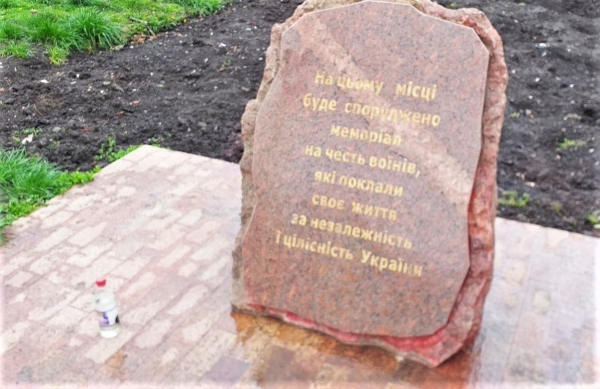 На цьому місці
буде споруджено
меморіал
на честь воїнів,
які поклали
своє життя
за незалежність
і цілісність України